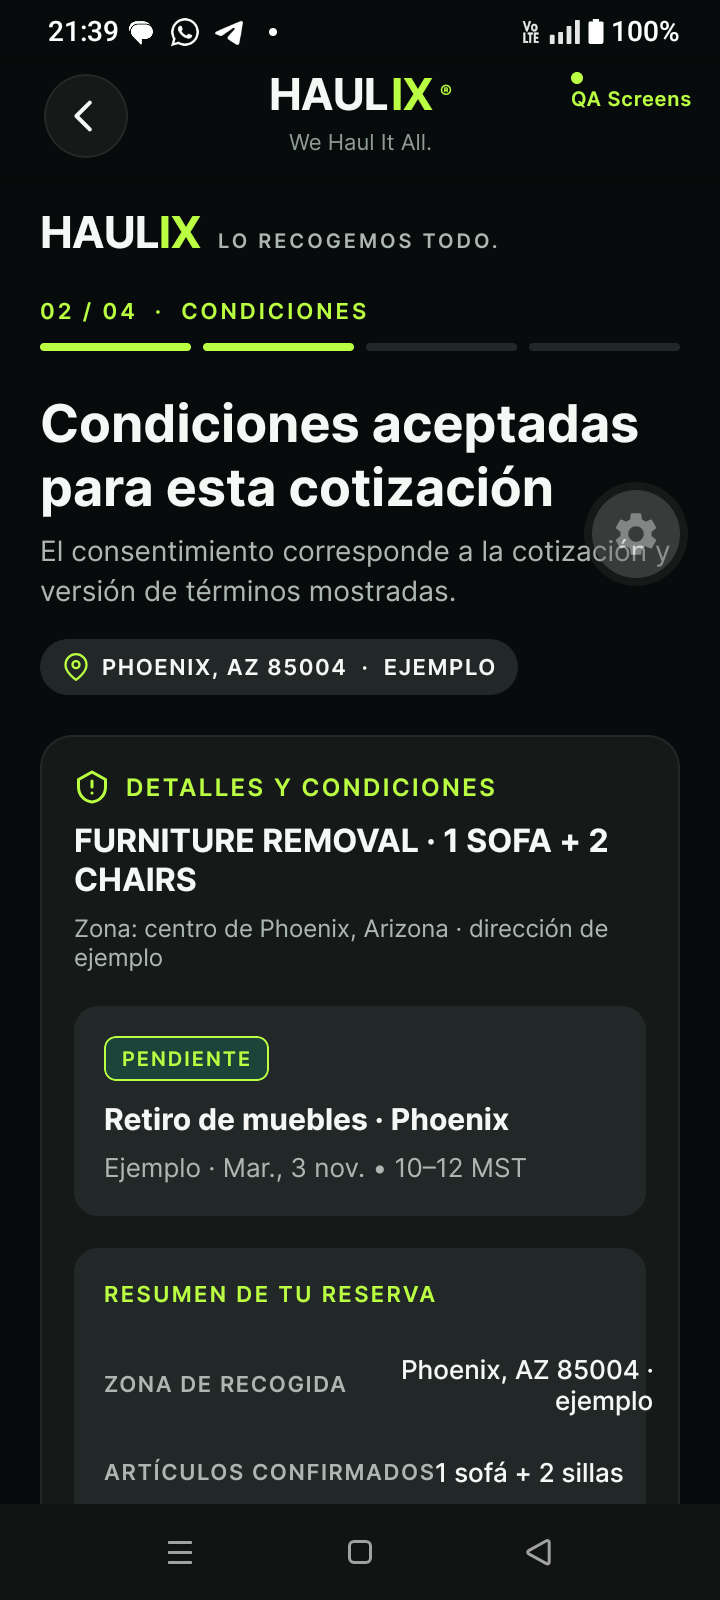 21:39
Vo LTE
100%
HAULIX ®
QA Screens
We Haul It All.
HAULIX LO RECOGEMOS TODO.
02 / 04 · CONDICIONES
Condiciones aceptadas
para esta cotización
El consentimiento corresponde a la cotización y
versión de términos mostradas.
PHOENIX, AZ 85004 · EJEMPLO
DETALLES Y CONDICIONES
FURNITURE REMOVAL · 1 SOFA + 2
CHAIRS
Zona: centro de Phoenix, Arizona · dirección de
ejemplo
PENDIENTE
Retiro de muebles · Phoenix
Ejemplo · Mar., 3 nov. • 10–12 MST
RESUMEN DE TU RESERVA
ZONA DE RECOGIDA
Phoenix, AZ 85004 ·
ejemplo
ARTÍCULOS CONFIRMADOS
1 sofá + 2 sillas